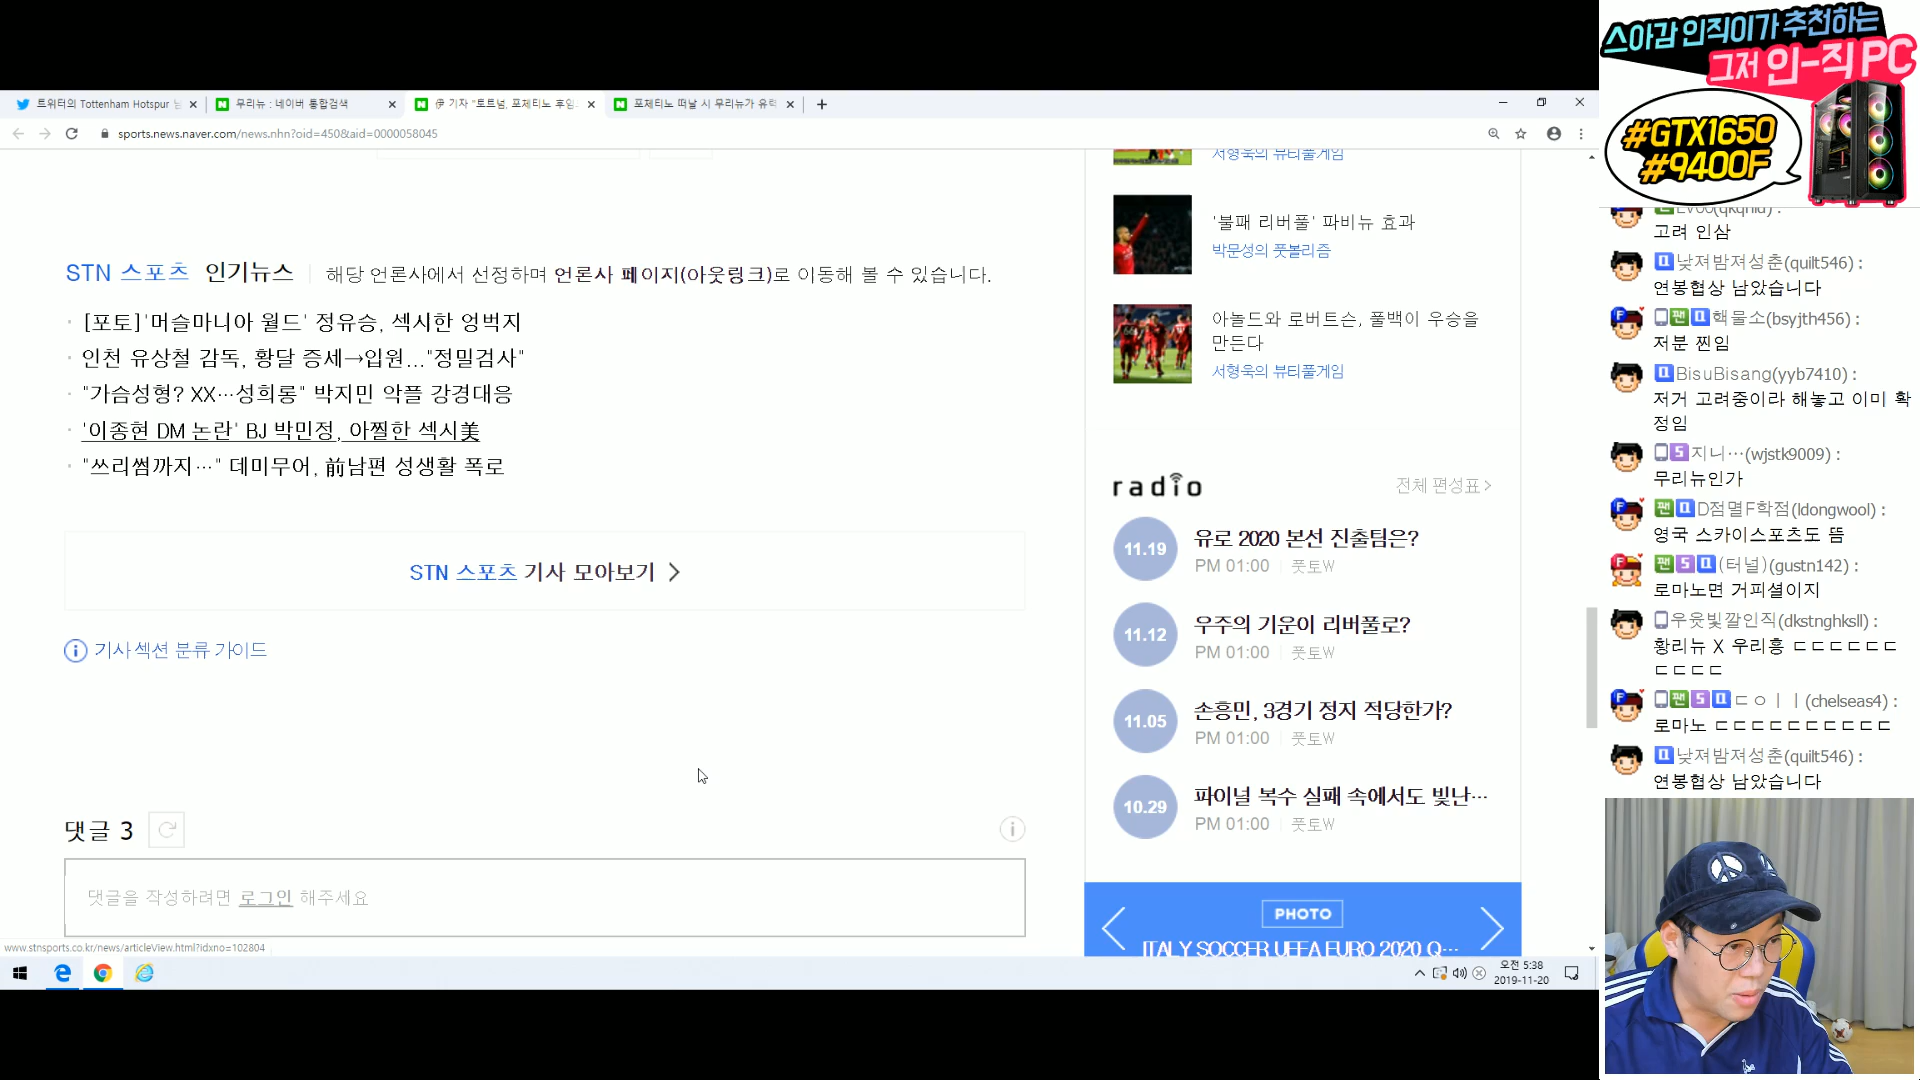 트위터의 Tottenham Hotspur 님
무리뉴 : 네이버 통합검색
伊 기자 "토트넘, 포체티노 후임
포체티노 떠날 시 무리뉴가 유력
sports.news.naver.com/news.nhn?oid=450&aid=0000058045
STN 스포츠 인기뉴스 해당 언론사에서 선정하며 언론사 페이지(아웃링크)로 이동해 볼 수 있습니다.
[포토]'머슬마니아 월드' 정유승, 섹시한 엉벅지
인천 유상철 감독, 황달 증세→입원…"정밀검사"
"가슴성형? XX…성희롱" 박지민 악플 강경대응
'이종현 DM 논란' BJ 박민정, 아찔한 섹시美
"쓰리썸까지…" 데미무어, 前남편 성생활 폭로
STN 스포츠 기사 모아보기
기사 섹션 분류 가이드
댓글 3
댓글을 작성하려면 로그인 해주세요
www.stnsports.co.kr/news/articleView.html?idxno=102804
서형욱의 뷰티풀게임
'불패 리버풀' 파비뉴 효과
박문성의 풋볼리즘
아놀드와 로버트슨, 풀백이 우승을
만든다
서형욱의 뷰티풀게임
radio 전체 편성표
11.19 유로 2020 본선 진출팀은?
PM 01:00 풋토W
11.12 우주의 기운이 리버풀로?
PM 01:00 풋토W
11.05 손흥민, 3경기 정지 적당한가?
PM 01:00 풋토W
10.29 파이널 복수 실패 속에서도 빛난…
PM 01:00 풋토W
PHOTO
ITALY SOCCER UEFA EURO 2020 Q…
오전 5:38
2019-11-20
스아감 인직이가 추천하는
그저 인-직 PC
#GTX1650
#9400F
고려 인삼
낮져밤져성춘(quilt546) :
연봉협상 남았습니다
핵물소(bsyjth456) :
저분 찐임
BisuBisang(yyb7410) :
저거 고려중이라 해놓고 이미 확
정임
지니…(wjstk9009) :
무리뉴인가
D점멸F학점(ldongwool) :
영국 스카이스포츠도 뜸
(터널)(gustn142) :
로마노면 거피셜이지
우윳빛깔인직(dkstnghksll) :
황리뉴 X 우리흥 ㄷㄷㄷㄷㄷㄷ
ㄷㄷㄷㄷ
ㄷㅇㅣㅣ(chelseas4) :
로마노 ㄷㄷㄷㄷㄷㄷㄷㄷㄷㄷ
낮져밤져성춘(quilt546) :
연봉협상 남았습니다